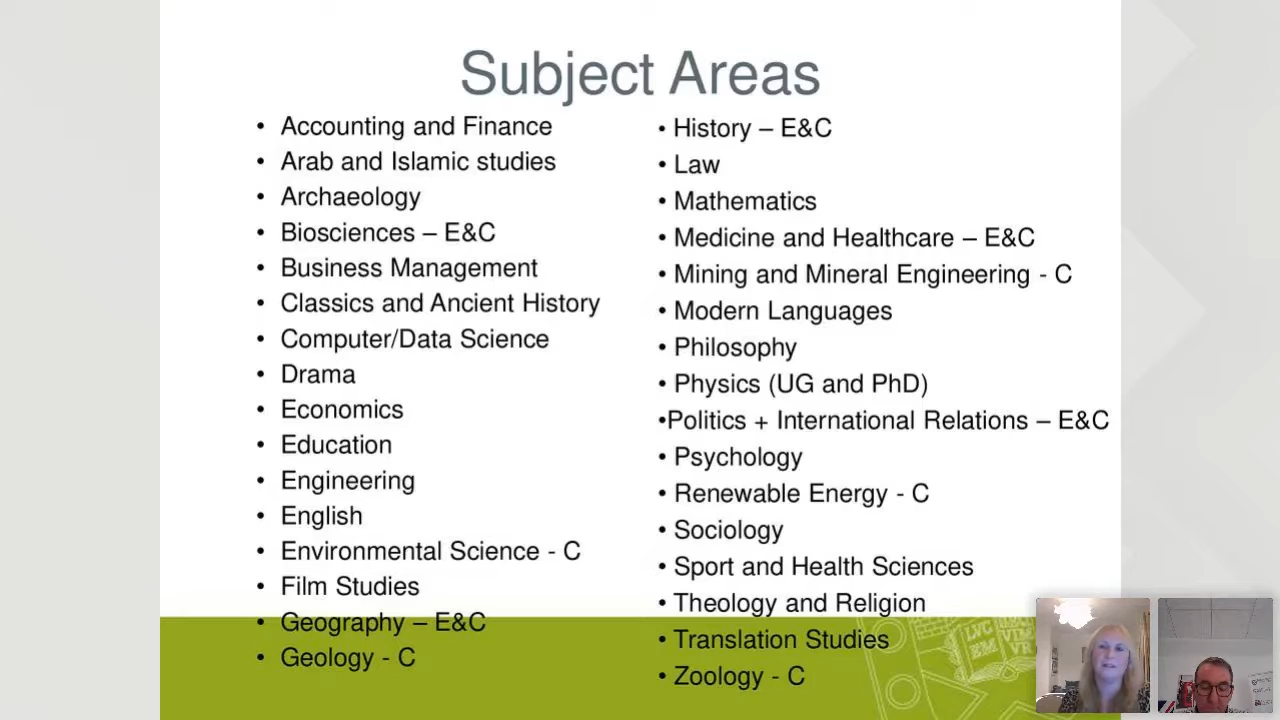 Subject Areas
• Accounting and Finance
• Arab and Islamic studies
• Archaeology
• Biosciences – E&C
• Business Management
• Classics and Ancient History
• Computer/Data Science
• Drama
• Economics
• Education
• Engineering
• English
• Environmental Science - C
• Film Studies
• Geography – E&C
• Geology - C
• History – E&C
• Law
• Mathematics
• Medicine and Healthcare – E&C
• Mining and Mineral Engineering - C
• Modern Languages
• Philosophy
• Physics (UG and PhD)
•Politics + International Relations – E&C
• Psychology
• Renewable Energy - C
• Sociology
• Sport and Health Sciences
• Theology and Religion
• Translation Studies
• Zoology - C
LVC
EM